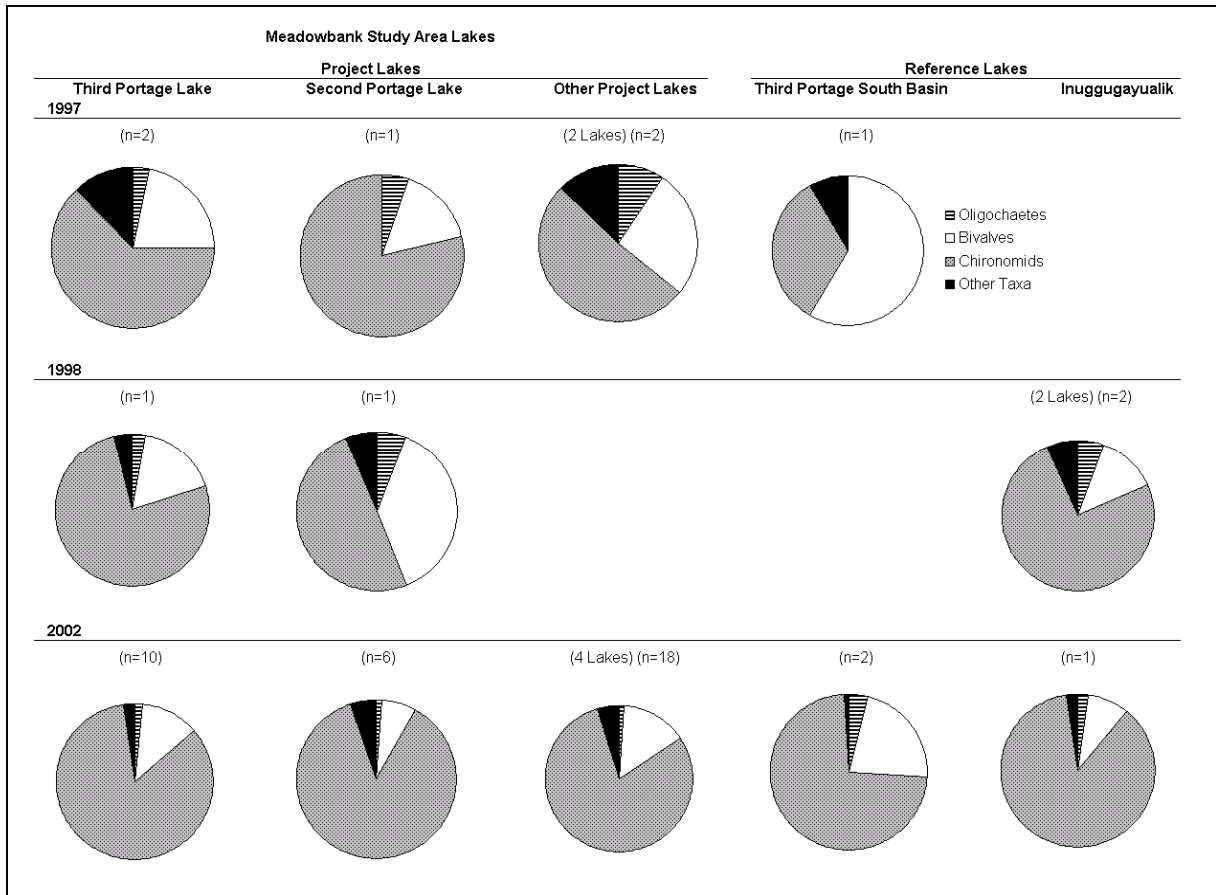 Meadowbank Study Area Lakes
Project Lakes Reference Lakes
Third Portage Lake Second Portage Lake Other Project Lakes Third Portage South Basin Inuggugayualik
1997
(n=2) (n=1) (2 Lakes) (n=2) (n=1)
Oligochaetes
Bivalves
Chironomids
Other Taxa
1998
(n=1) (n=1) (2 Lakes) (n=2)
2002
(n=10) (n=6) (4 Lakes) (n=18) (n=2) (n=1)